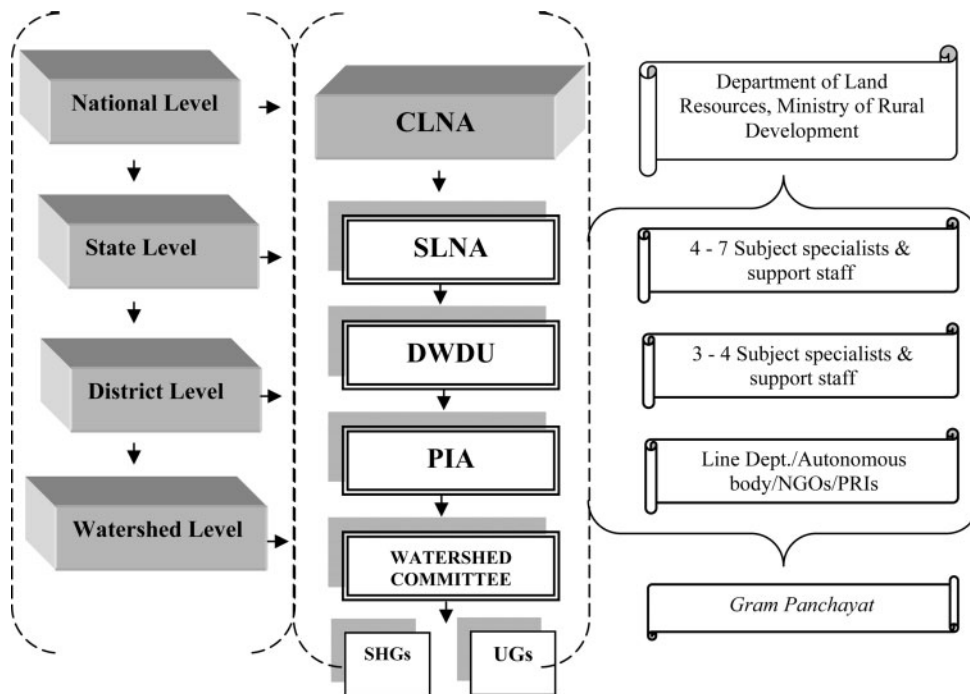 National Level
State Level
District Level
Watershed Level
CLNA
SLNA
DWDU
PIA
WATERSHED
COMMITTEE
SHGs
UGs
Department of Land
Resources, Ministry of Rural
Development
4 - 7 Subject specialists &
support staff
3 - 4 Subject specialists &
support staff
Line Dept./Autonomous
body/NGOs/PRIs
Gram Panchayat